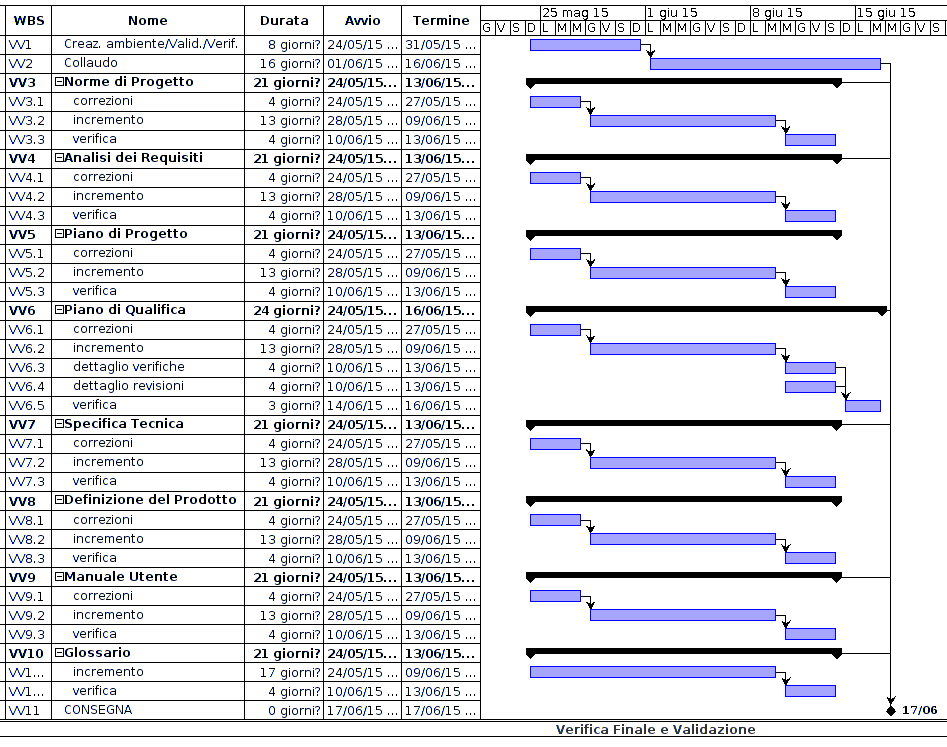 WBS Nome Durata Avvio Termine 25 mag 15 1 giu 15 8 giu 15 15 giu 15
G V S D L M M G V S D L M M G V S D L M M G V S D L M M G V S
VV1 Creaz. ambiente/Valid./Verif. 8 giorni? 24/05/15 ... 31/05/15 ...
VV2 Collaudo 16 giorni? 01/06/15 ... 16/06/15 ...
VV3 Norme di Progetto 21 giorni? 24/05/15... 13/06/15...
VV3.1 correzioni 4 giorni? 24/05/15 ... 27/05/15 ...
VV3.2 incremento 13 giorni? 28/05/15 ... 09/06/15 ...
VV3.3 verifica 4 giorni? 10/06/15 ... 13/06/15 ...
VV4 Analisi dei Requisiti 21 giorni? 24/05/15... 13/06/15...
VV4.1 correzioni 4 giorni? 24/05/15 ... 27/05/15 ...
VV4.2 incremento 13 giorni? 28/05/15 ... 09/06/15 ...
VV4.3 verifica 4 giorni? 10/06/15 ... 13/06/15 ...
VV5 Piano di Progetto 21 giorni? 24/05/15... 13/06/15...
VV5.1 correzioni 4 giorni? 24/05/15 ... 27/05/15 ...
VV5.2 incremento 13 giorni? 28/05/15 ... 09/06/15 ...
VV5.3 verifica 4 giorni? 10/06/15 ... 13/06/15 ...
VV6 Piano di Qualifica 24 giorni? 24/05/15... 16/06/15...
VV6.1 correzioni 4 giorni? 24/05/15 ... 27/05/15 ...
VV6.2 incremento 13 giorni? 28/05/15 ... 09/06/15 ...
VV6.3 dettaglio verifiche 4 giorni? 10/06/15 ... 13/06/15 ...
VV6.4 dettaglio revisioni 4 giorni? 10/06/15 ... 13/06/15 ...
VV6.5 verifica 3 giorni? 14/06/15 ... 16/06/15 ...
VV7 Specifica Tecnica 21 giorni? 24/05/15... 13/06/15...
VV7.1 correzioni 4 giorni? 24/05/15 ... 27/05/15 ...
VV7.2 incremento 13 giorni? 28/05/15 ... 09/06/15 ...
VV7.3 verifica 4 giorni? 10/06/15 ... 13/06/15 ...
VV8 Definizione del Prodotto 21 giorni? 24/05/15... 13/06/15...
VV8.1 correzioni 4 giorni? 24/05/15 ... 27/05/15 ...
VV8.2 incremento 13 giorni? 28/05/15 ... 09/06/15 ...
VV8.3 verifica 4 giorni? 10/06/15 ... 13/06/15 ...
VV9 Manuale Utente 21 giorni? 24/05/15... 13/06/15...
VV9.1 correzioni 4 giorni? 24/05/15 ... 27/05/15 ...
VV9.2 incremento 13 giorni? 28/05/15 ... 09/06/15 ...
VV9.3 verifica 4 giorni? 10/06/15 ... 13/06/15 ...
VV10 Glossario 21 giorni? 24/05/15... 13/06/15...
VV1... incremento 17 giorni? 24/05/15 ... 09/06/15 ...
VV1... verifica 4 giorni? 10/06/15 ... 13/06/15 ...
VV11 CONSEGNA 0 giorni? 17/06/15 ... 17/06/15 ... 17/06
Verifica Finale e Validazione